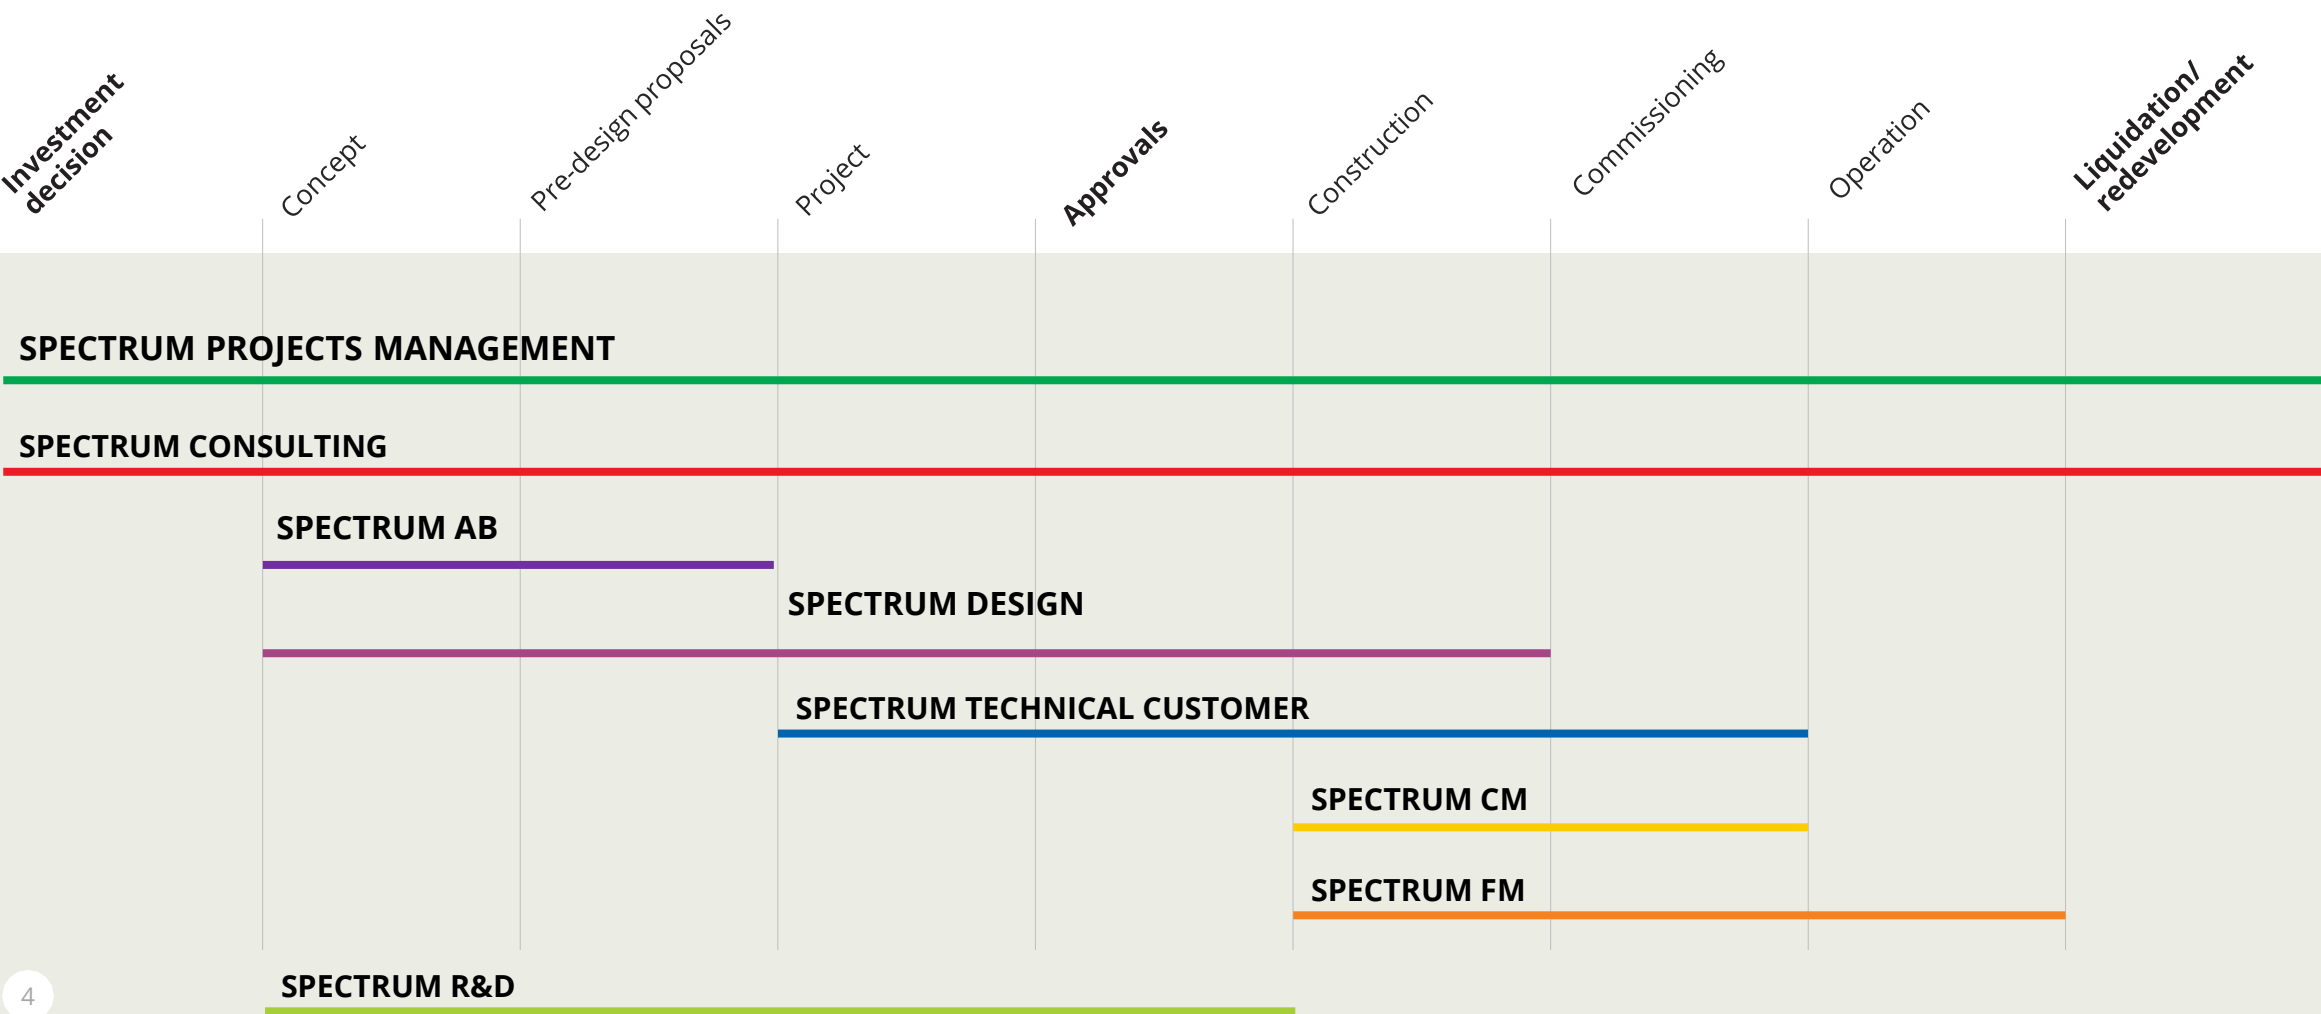 Investment
decision
Concept
Pre-design proposals
Project
Approvals
Construction
Commissioning
Operation
Liquidation/
redevelopment
SPECTRUM PROJECTS MANAGEMENT
SPECTRUM CONSULTING
SPECTRUM AB
SPECTRUM DESIGN
SPECTRUM TECHNICAL CUSTOMER
SPECTRUM CM
SPECTRUM FM
SPECTRUM R&D
4